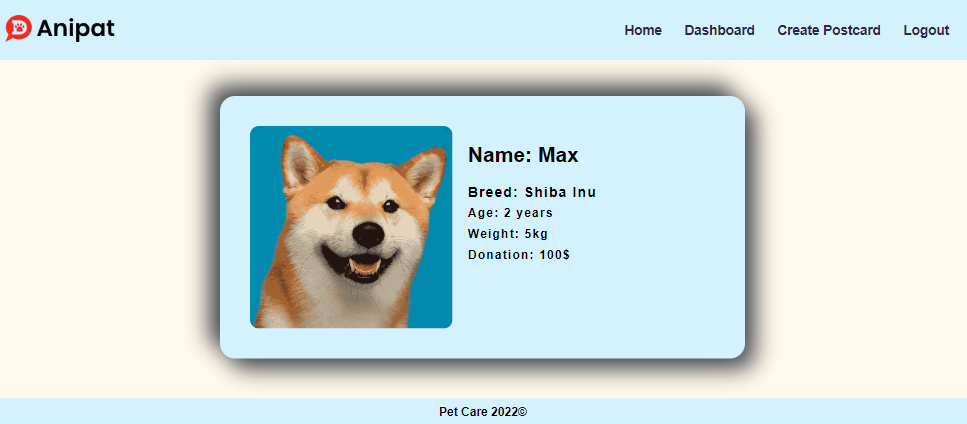 Anipat
Home Dashboard Create Postcard Logout
Name: Max
Breed: Shiba Inu
Age: 2 years
Weight: 5kg
Donation: 100$
Pet Care 2022©